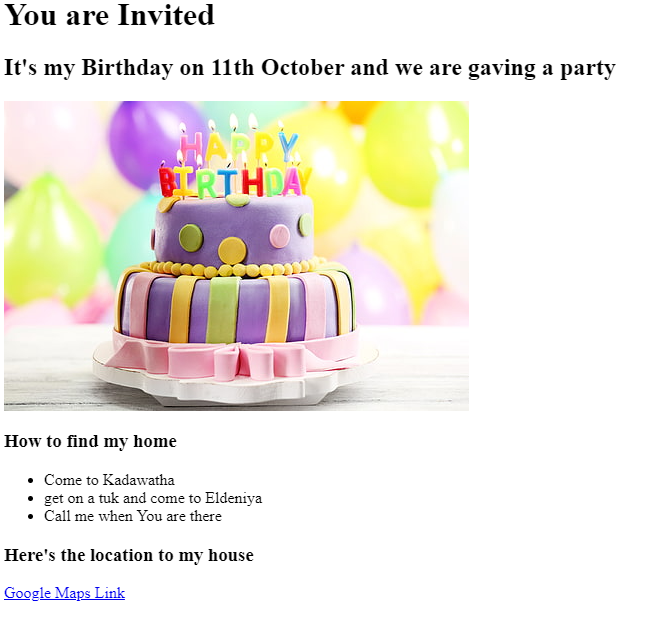 You are Invited
It's my Birthday on 11th October and we are gaving a party
HAPPY
BIRTHDAY
How to find my home
Come to Kadawatha
get on a tuk and come to Eldeniya
Call me when You are there
Here's the location to my house
Google Maps Link